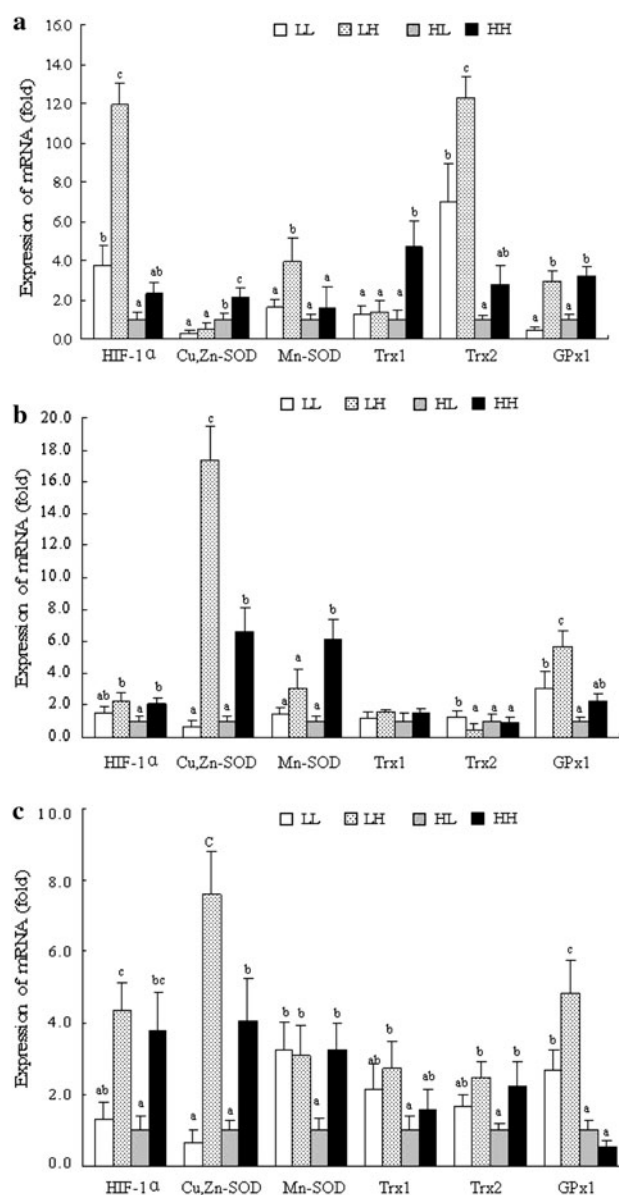 a
16.0
LL LH HL HH
14.0
12.0
10.0
8.0
6.0
4.0
2.0
.0
Expression of mRNA (fold)
b c a ab
a a b c
a b a a
a a a b
b c a ab
a b a b
HIF-1α Cu,Zn-SOD Mn-SOD Trx1 Trx2 GPx1
b
20.0
LL LH HL HH
18.0
16.0
14.0
12.0
10.0
8.0
6.0
4.0
2.0
0.0
Expression of mRNA (fold)
ab b a b
a c a b
a a a b
b a a a
b c a ab
HIF-1α Cu,Zn-SOD Mn-SOD Trx1 Trx2 GPx1
c
10.0
LL LH HL HH
8.0
6.0
4.0
2.0
0.0
Expression of mRNA (fold)
ab c a bc
a C a b
b b a b
ab b a ab
ab b a b
b c a a
HIF-1α Cu,Zn-SOD Mn-SOD Trx1 Trx2 GPx1